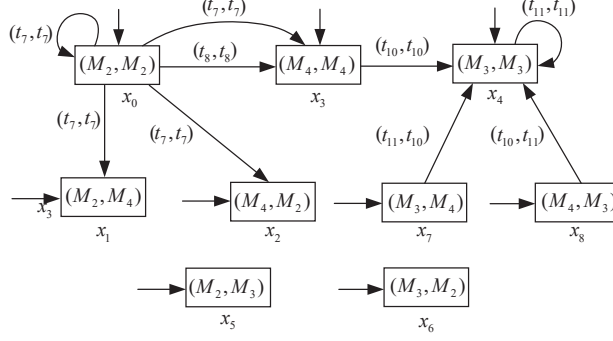 (t₇, t₇) (t₇, t₇) (t₁₁, t₁₁)
(M₂, M₂) (t₈, t₈) (M₄, M₄) (t₁₀, t₁₀) (M₃, M₃)
x₀ x₃ x₄
(t₇, t₇) (t₇, t₇) (t₁₁, t₁₀) (t₁₀, t₁₁)
(M₂, M₄) (M₄, M₂) (M₃, M₄) (M₄, M₃)
x₃
x₁ x₂ x₇ x₈
(M₂, M₃) (M₃, M₂)
x₅ x₆